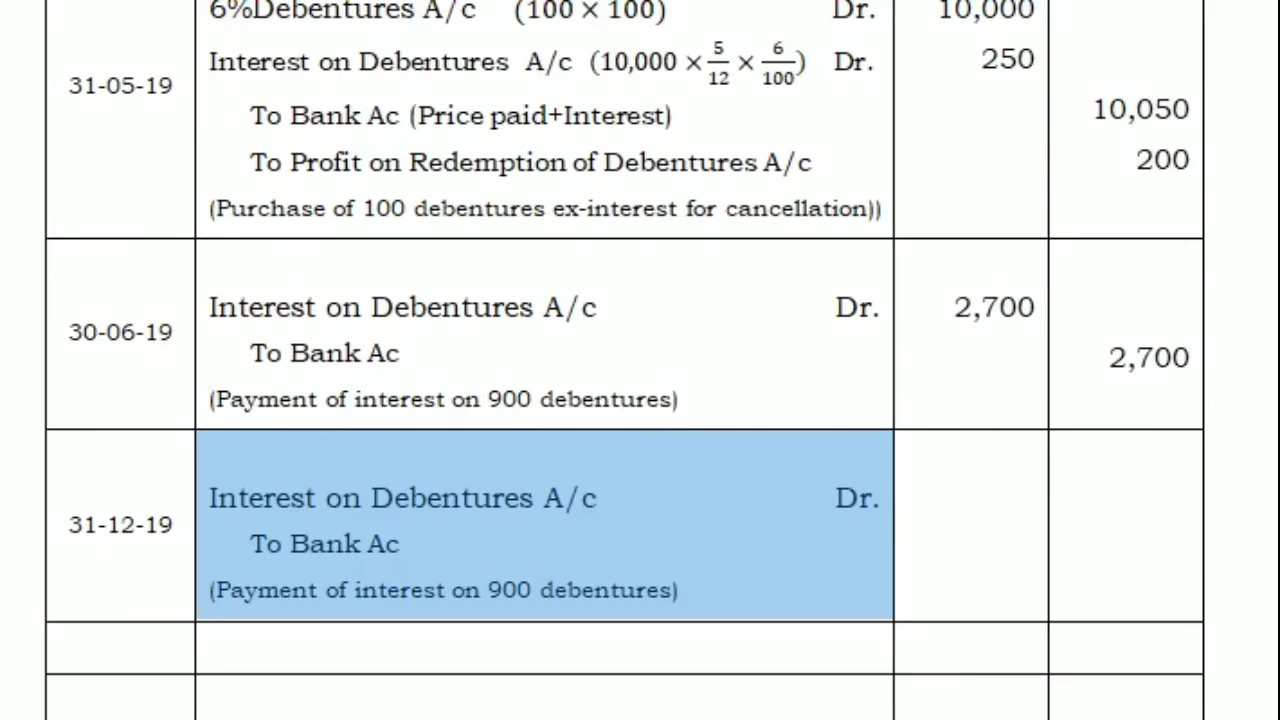 6%Debentures A/c (100 × 100) Dr. 10,000
Interest on Debentures A/c (10,000 × 5/12 × 6/100) Dr. 250
31-05-19
To Bank Ac (Price paid+Interest) 10,050
To Profit on Redemption of Debentures A/c 200
(Purchase of 100 debentures ex-interest for cancellation))
Interest on Debentures A/c Dr. 2,700
30-06-19
To Bank Ac 2,700
(Payment of interest on 900 debentures)
Interest on Debentures A/c Dr.
31-12-19
To Bank Ac
(Payment of interest on 900 debentures)